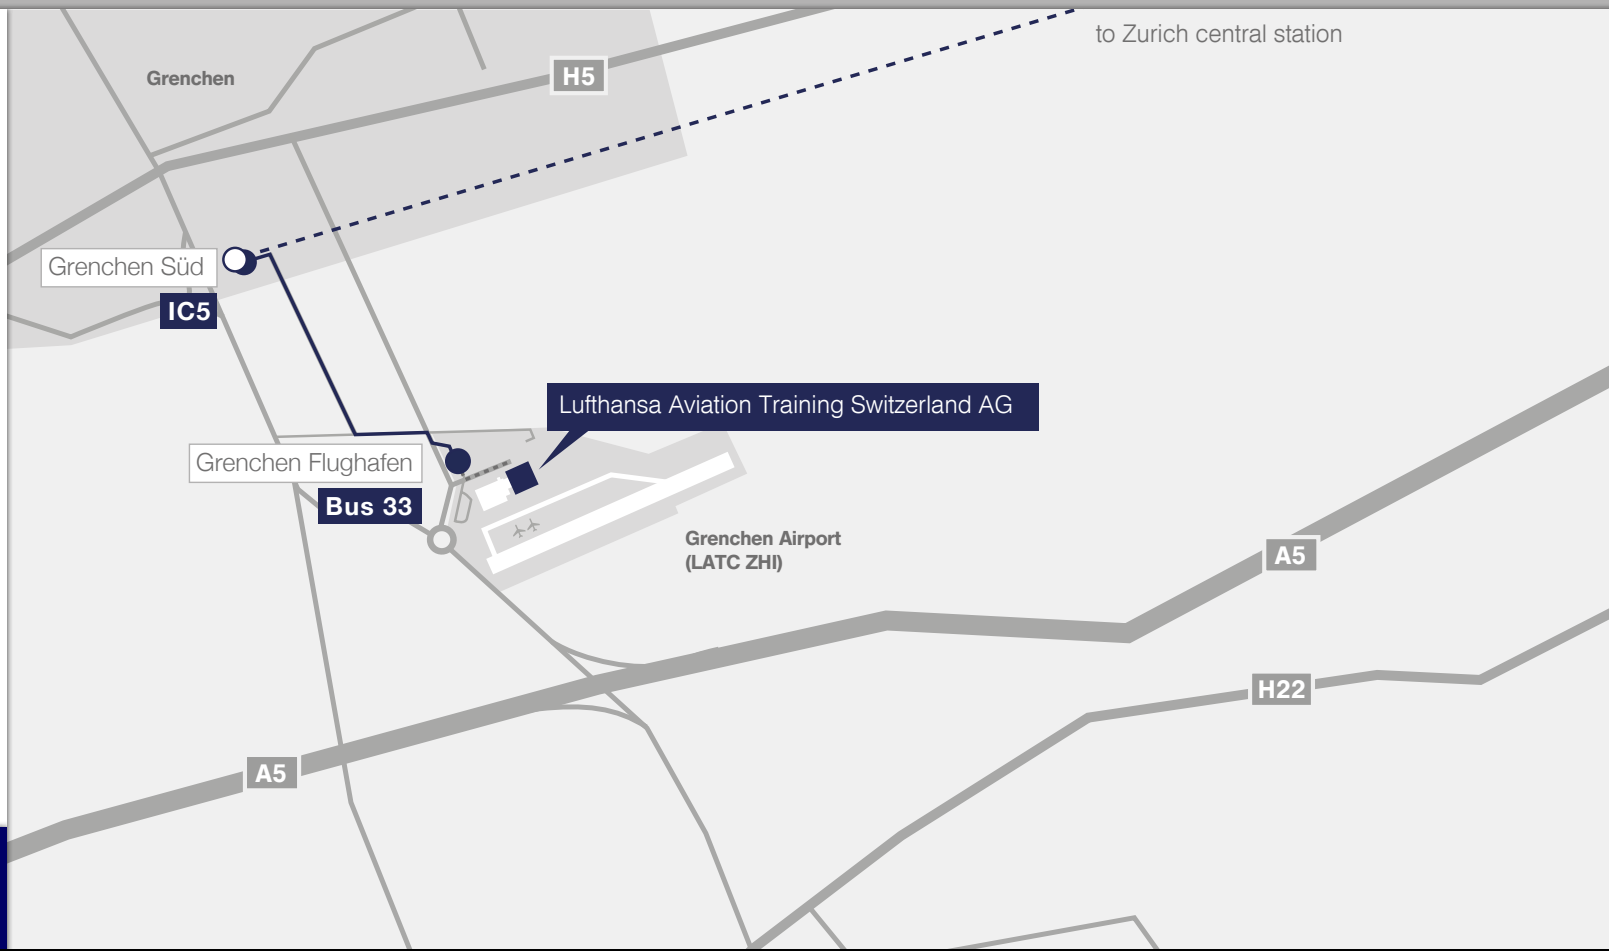 to Zurich central station
Grenchen
H5
Grenchen Süd
IC5
Lufthansa Aviation Training Switzerland AG
Grenchen Flughafen
Bus 33
Grenchen Airport
(LATC ZHI)
A5
H22
A5